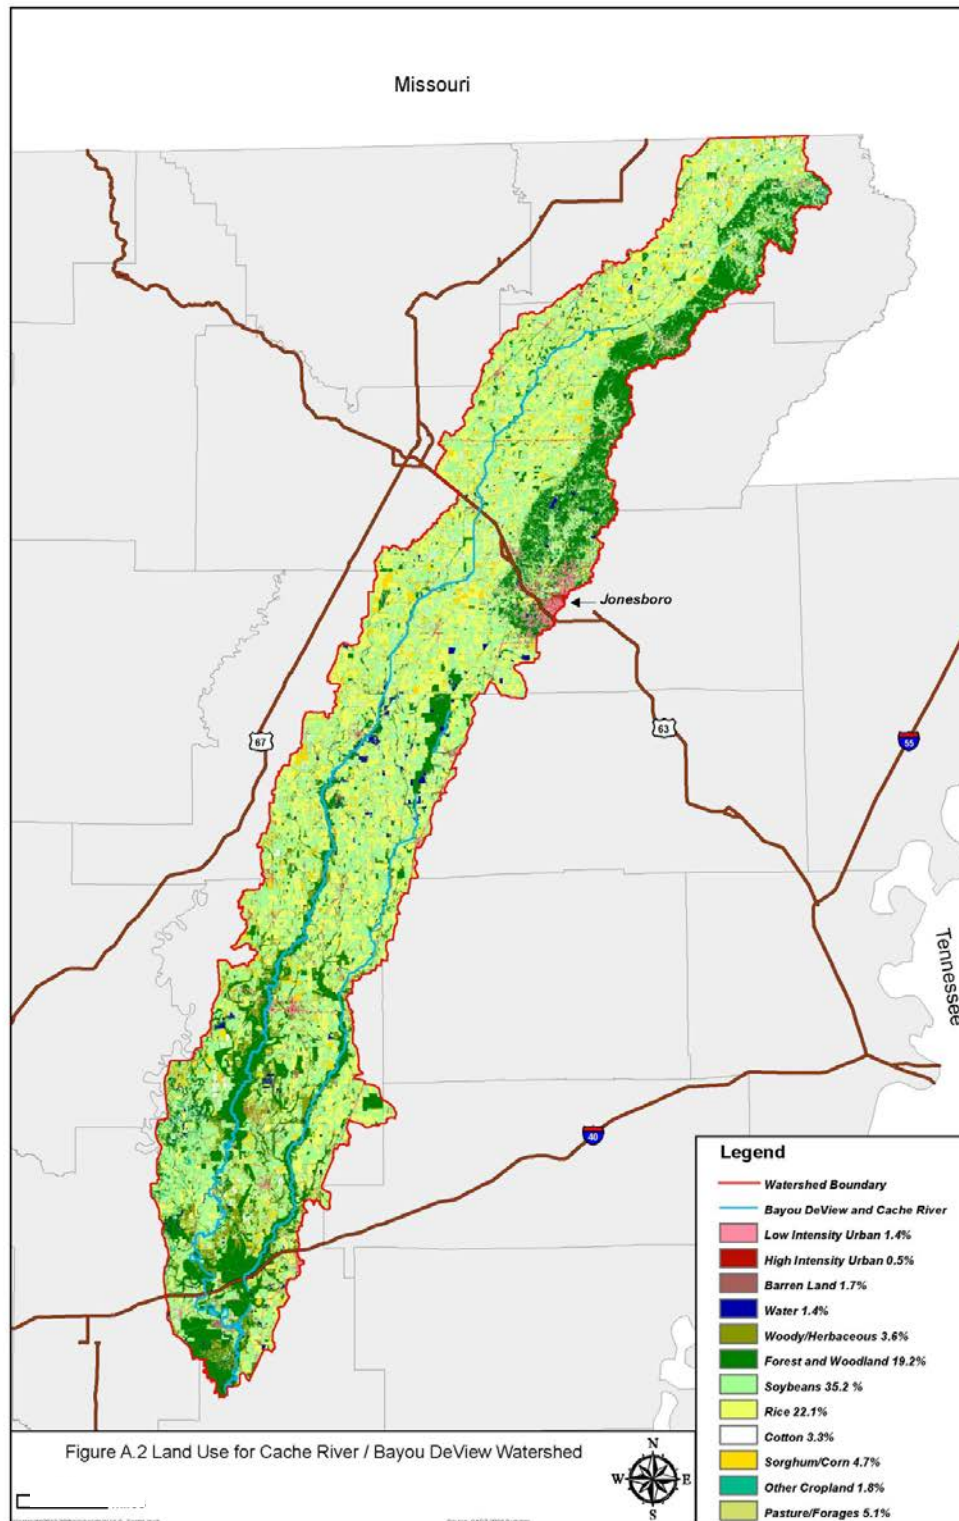 Missouri
Jonesboro
67
63
55
Tennessee
40
Legend
Watershed Boundary
Bayou DeView and Cache River
Low Intensity Urban 1.4%
High Intensity Urban 0.5%
Barren Land 1.7%
Water 1.4%
Woody/Herbaceous 3.6%
Forest and Woodland 19.2%
Soybeans 35.2 %
Rice 22.1%
Cotton 3.3%
Sorghum/Corn 4.7%
Other Cropland 1.8%
Pasture/Forages 5.1%
Figure A.2 Land Use for Cache River / Bayou DeView Watershed
N
W E
S